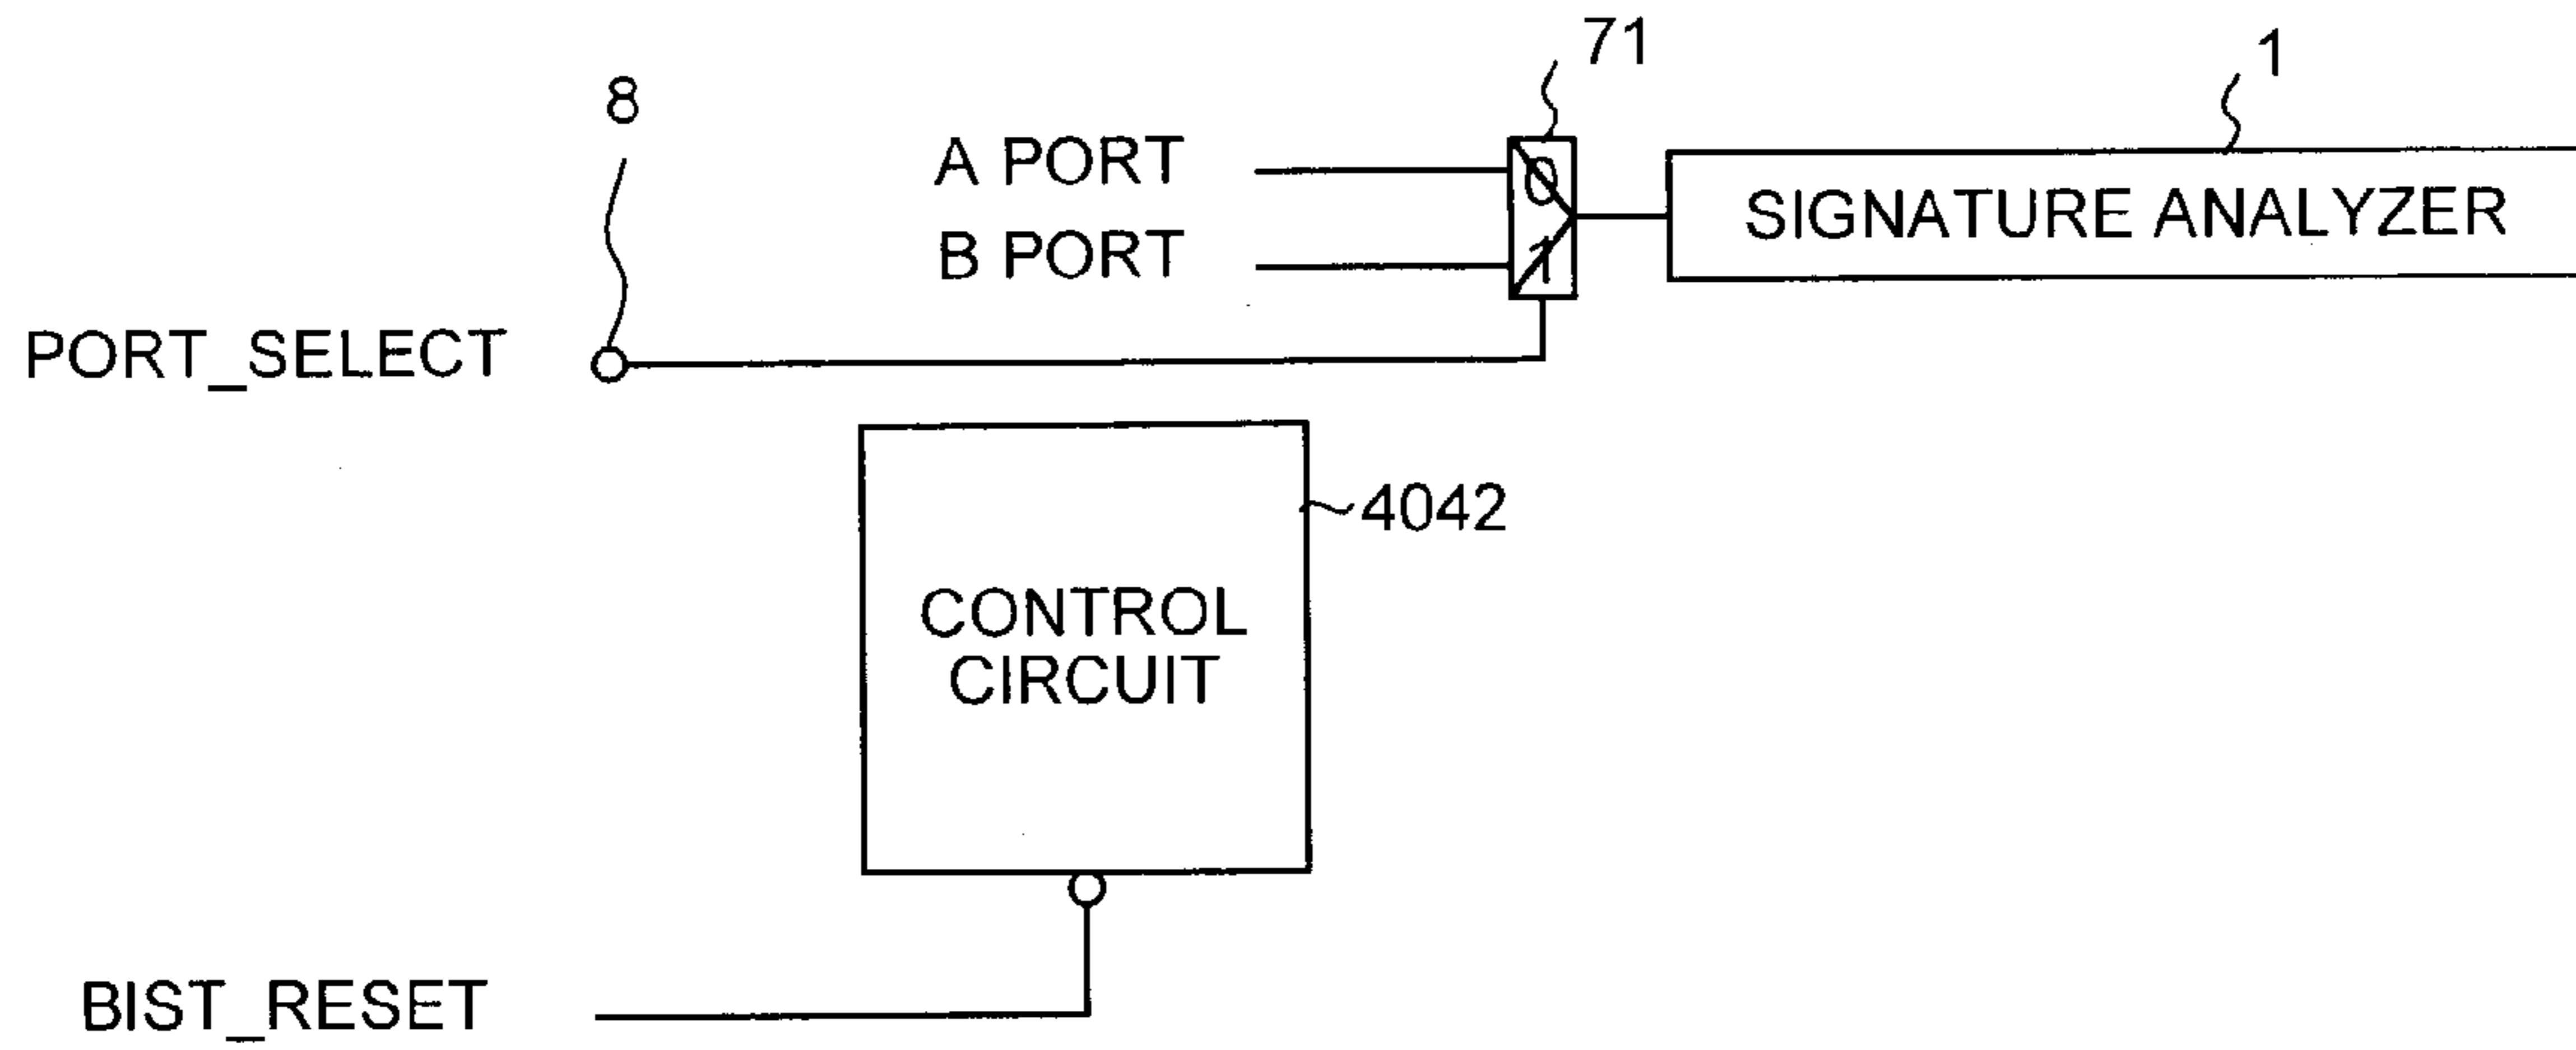 71
1
8
A PORT
0
SIGNATURE ANALYZER
B PORT
1
PORT_SELECT
4042
CONTROL
CIRCUIT
BIST_RESET